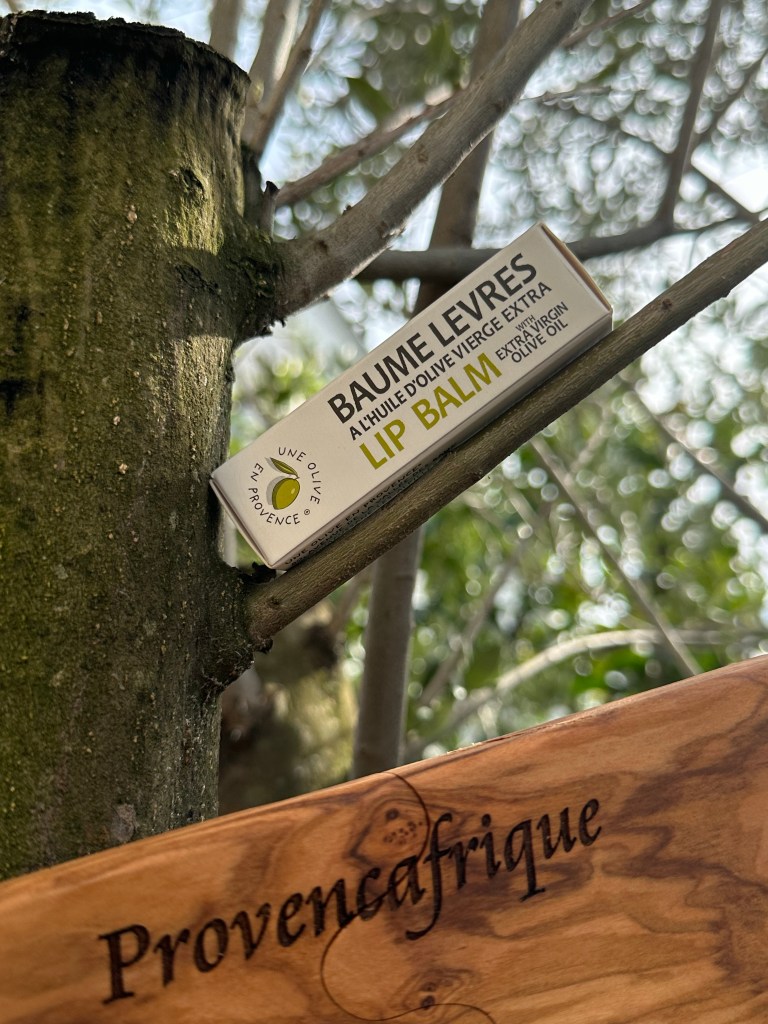 BAUME LEVRES
A L'HUILE D'OLIVE VIERGE EXTRA
LIP BALM
WITH
EXTRA VIRGIN
OLIVE OIL
UNE OLIVE
EN PROVENCE ®
Provencafrique